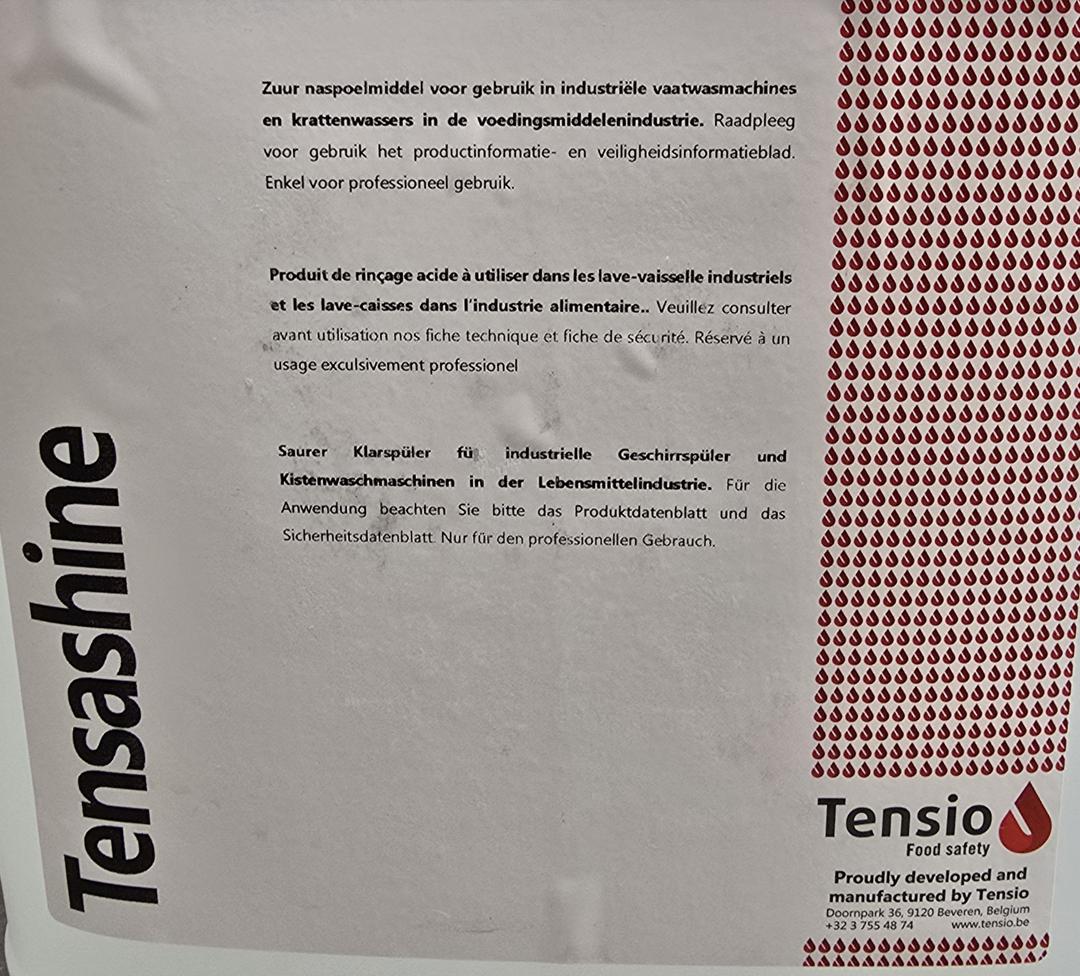 Zuur naspoelmiddel voor gebruik in industriële vaatwasmachines
en krattenwassers in de voedingsmiddelenindustrie. Raadpleeg
voor gebruik het productinformatie- en veiligheidsinformatieblad.
Enkel voor professioneel gebruik.
Produit de rinçage acide à utiliser dans les lave-vaisselle industriels
et les lave-caisses dans l'industrie alimentaire.. Veuillez consulter
avant utilisation nos fiche technique et fiche de sécurité. Réservé à un
usage exculsivement professionel
Saurer Klarspüler für industrielle Geschirrspüler und
Kistenwaschmaschinen in der Lebensmittelindustrie. Für die
Anwendung beachten Sie bitte das Produktdatenblatt und das
Sicherheitsdatenblatt. Nur für den professionellen Gebrauch.
Tensashine
Tensio
Food safety
Proudly developed and
manufactured by Tensio
Doornpark 36, 9120 Beveren, Belgium
+32 3 755 48 74 www.tensio.be